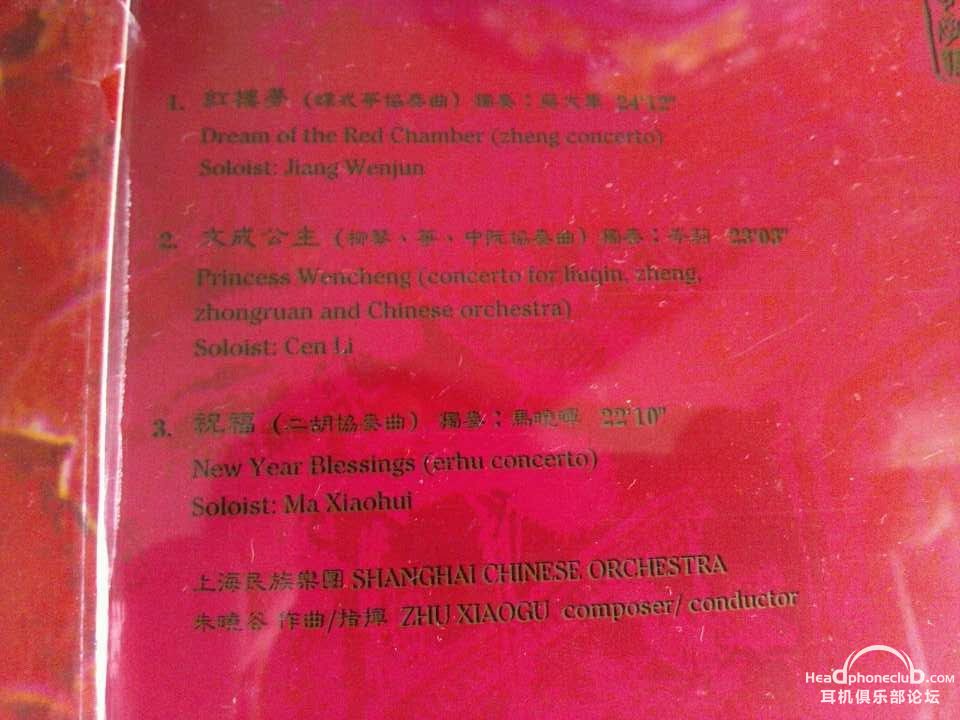 1. 紅樓夢（蝶式箏協奏曲）獨奏：蔣文軍 24'12"
Dream of the Red Chamber (zheng concerto)
Soloist: Jiang Wenjun
2. 文成公主（柳琴、箏、中阮協奏曲）獨奏：岑莉 23'03"
Princess Wencheng (concerto for liuqin, zheng,
zhongruan and Chinese orchestra)
Soloist: Cen Li
3. 祝福（二胡協奏曲）獨奏：馬曉暉 22'10"
New Year Blessings (erhu concerto)
Soloist: Ma Xiaohui
上海民族樂團 SHANGHAI CHINESE ORCHESTRA
朱曉谷 作曲/指揮 ZHU XIAOGU composer/ conductor
Headphoneclub.com
耳机俱乐部论坛